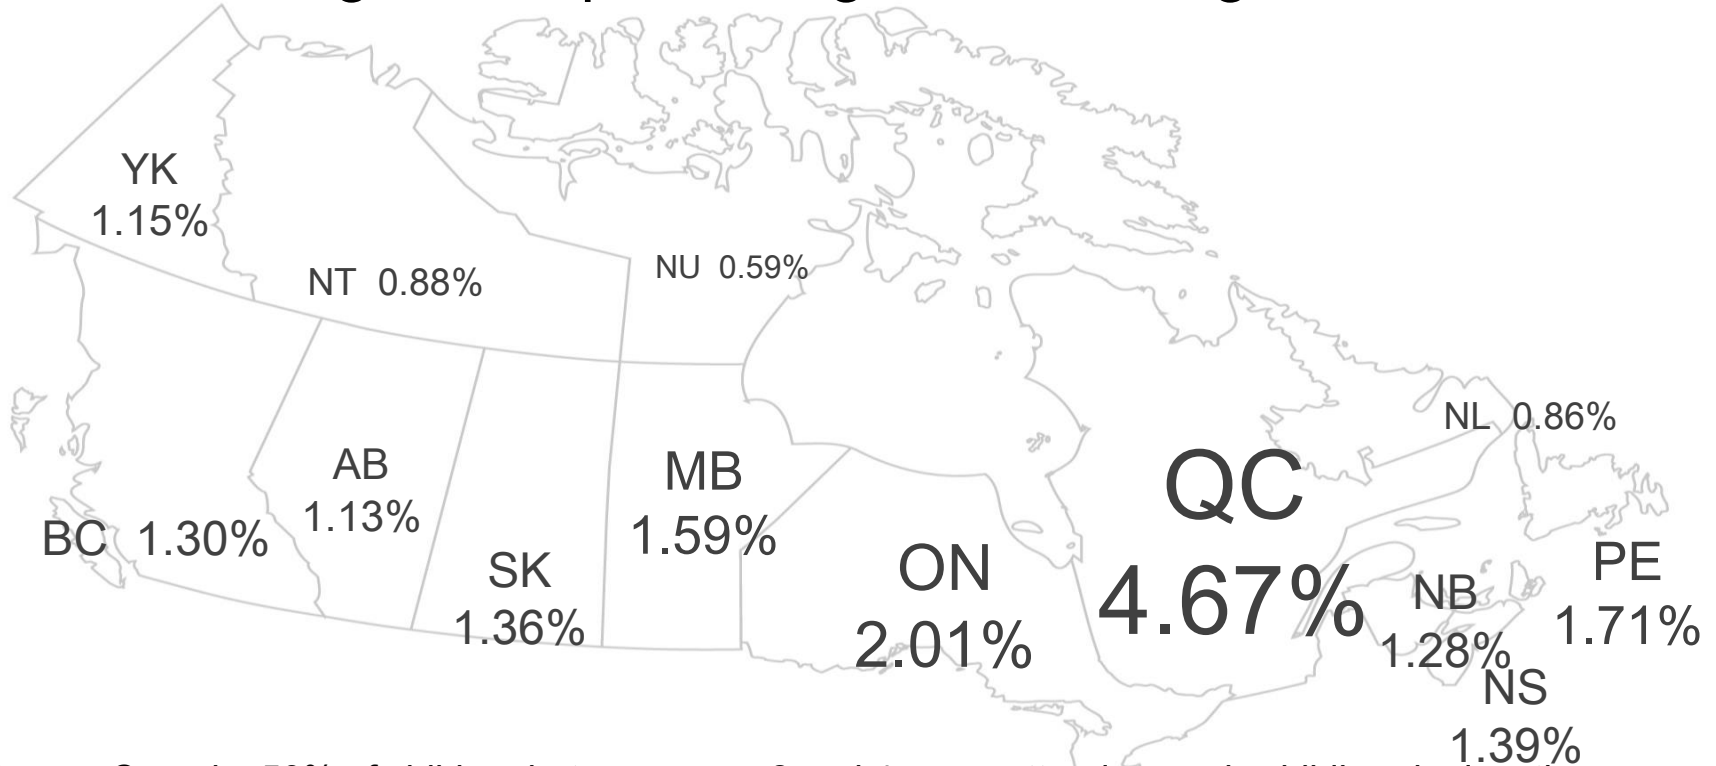 YK
1.15%
NT 0.88%
NU 0.59%
NL 0.86%
AB
1.13%
BC 1.30%
SK
1.36%
MB
1.59%
ON
2.01%
QC
4.67%
NB
1.28%
PE
1.71%
NS
1.39%